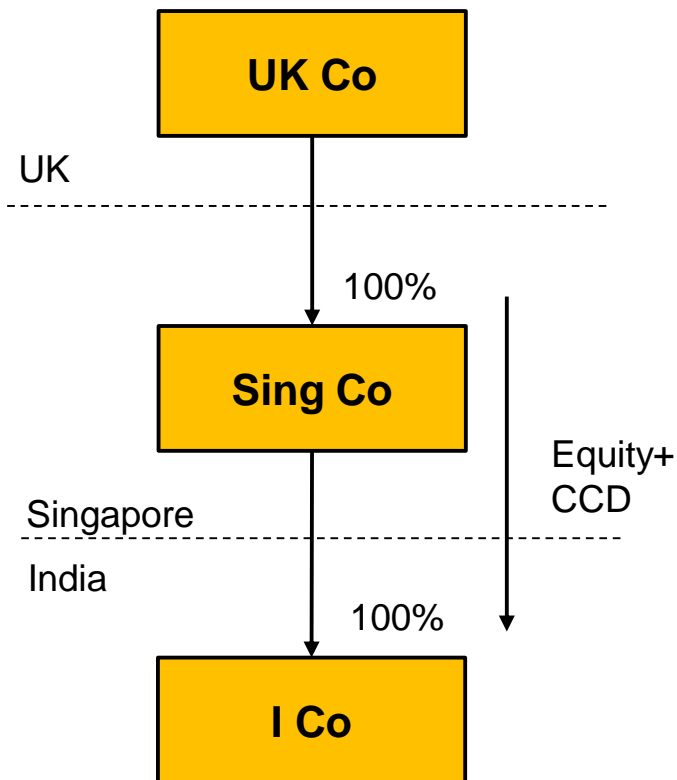 UK Co
UK
100%
Sing Co
Equity+
CCD
Singapore
India
100%
I Co